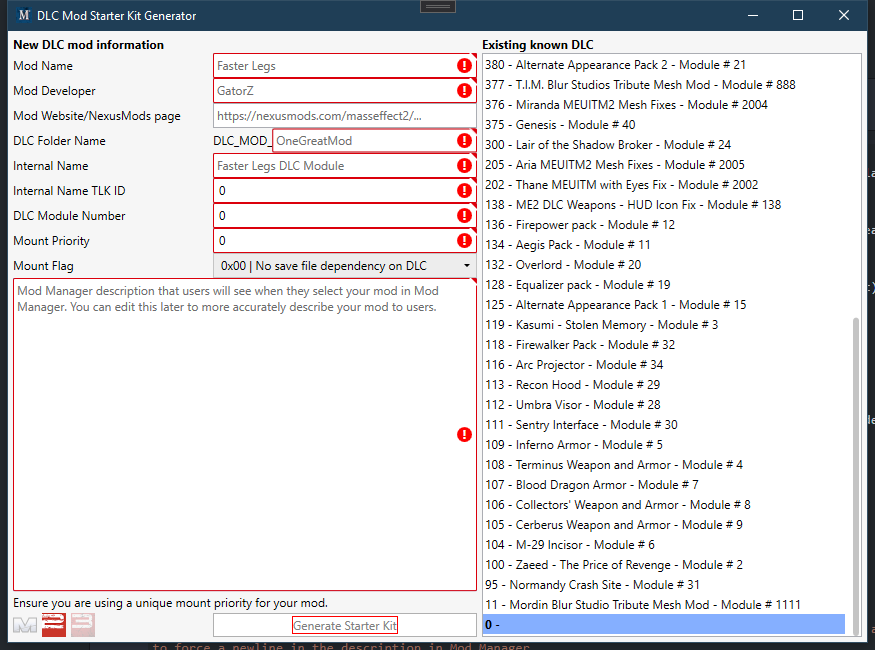 DLC Mod Starter Kit Generator
New DLC mod information
Mod Name
Faster Legs
Mod Developer
GatorZ
Mod Website/NexusMods page
https://nexusmods.com/masseffect2/...
DLC Folder Name
DLC_MOD_
OneGreatMod
Internal Name
Faster Legs DLC Module
Internal Name TLK ID
0
DLC Module Number
0
Mount Priority
0
Mount Flag
0x00 | No save file dependency on DLC
Mod Manager description that users will see when they select your mod in Mod
Manager. You can edit this later to more accurately describe your mod to users.
Ensure you are using a unique mount priority for your mod.
Generate Starter Kit
Existing known DLC
380 - Alternate Appearance Pack 2 - Module # 21
377 - T.I.M. Blur Studios Tribute Mesh Mod - Module # 888
376 - Miranda MEUITM2 Mesh Fixes - Module # 2004
375 - Genesis - Module # 40
300 - Lair of the Shadow Broker - Module # 24
205 - Aria MEUITM2 Mesh Fixes - Module # 2005
202 - Thane MEUITM with Eyes Fix - Module # 2002
138 - ME2 DLC Weapons - HUD Icon Fix - Module # 138
136 - Firepower pack - Module # 12
134 - Aegis Pack - Module # 11
132 - Overlord - Module # 20
128 - Equalizer pack - Module # 19
125 - Alternate Appearance Pack 1 - Module # 15
119 - Kasumi - Stolen Memory - Module # 3
118 - Firewalker Pack - Module # 32
116 - Arc Projector - Module # 34
113 - Recon Hood - Module # 29
112 - Umbra Visor - Module # 28
111 - Sentry Interface - Module # 30
109 - Inferno Armor - Module # 5
108 - Terminus Weapon and Armor - Module # 4
107 - Blood Dragon Armor - Module # 7
106 - Collectors' Weapon and Armor - Module # 8
105 - Cerberus Weapon and Armor - Module # 9
104 - M-29 Incisor - Module # 6
100 - Zaeed - The Price of Revenge - Module # 2
95 - Normandy Crash Site - Module # 31
11 - Mordin Blur Studio Tribute Mesh Mod - Module # 1111
0 -
to force a newline in the description in Mod Manager